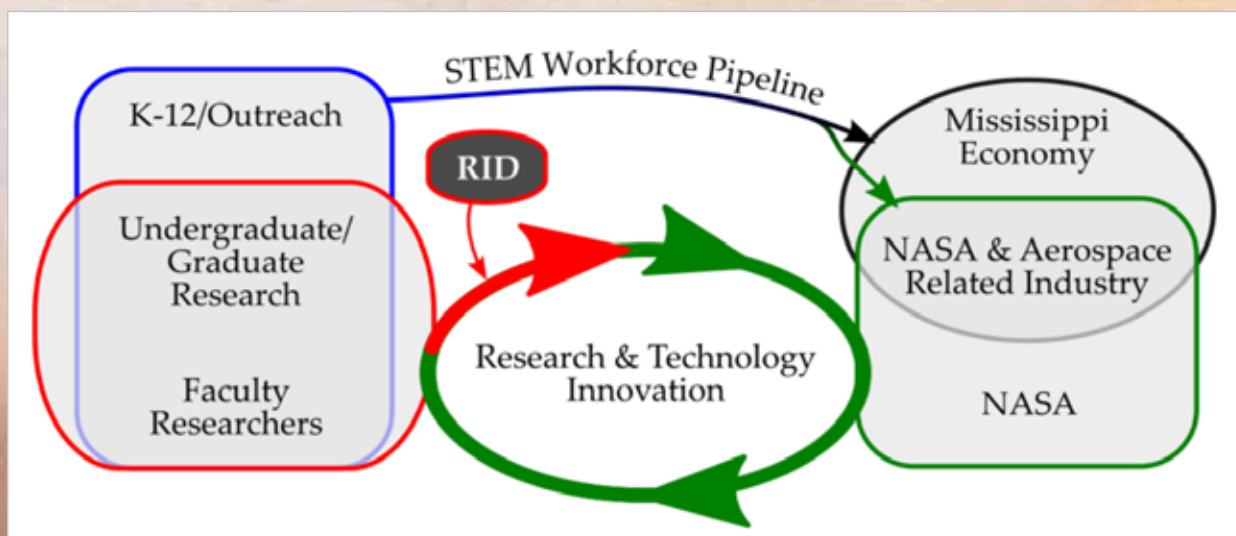 STEM Workforce Pipeline
K-12/Outreach
RID
Mississippi
Economy
Undergraduate/
Graduate
Research
NASA & Aerospace
Related Industry
Research & Technology
Innovation
Faculty
Researchers
NASA